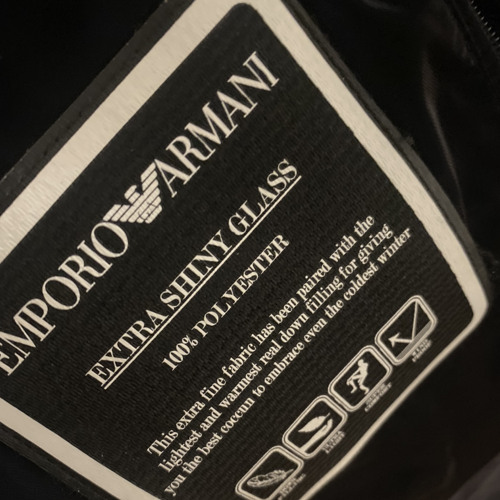 EMPORIO ARMANI
EXTRA SHINY GLASS
100% POLYESTER
This extra fine fabric has been paired with the
lightest and warmest real down filling for giving
you the best coccun to embrace even the coldest winter